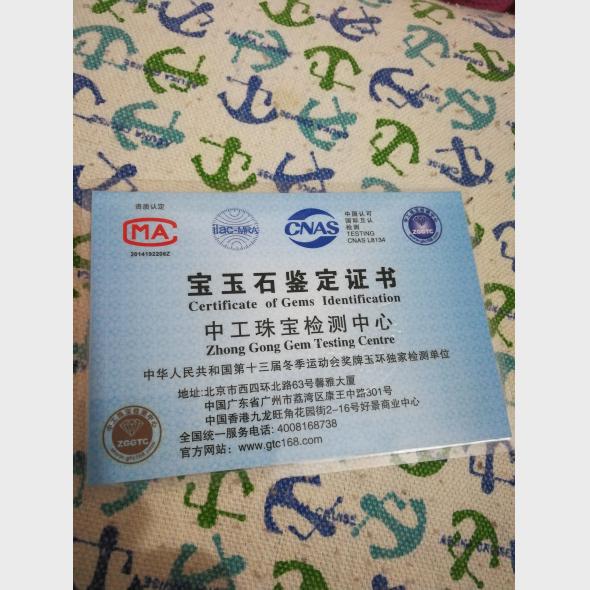 资质认定
MA
2014192206Z
ilac-MRA
CNAS
中国认可
国际互认
检测
TESTING
CNAS L8134
ZGGTC
宝玉石鉴定证书
Certificate of Gems Identification
中工珠宝检测中心
Zhong Gong Gem Testing Centre
中华人民共和国第十三届冬季运动会奖牌玉环独家检测单位
地址:北京市西四环北路63号馨雅大厦
中国广东省广州市荔湾区康王中路301号
中国香港九龙旺角花园街2-16号好景商业中心
全国统一服务电话: 4008168738
官方网站: www.gtc168.com
ZGGTC